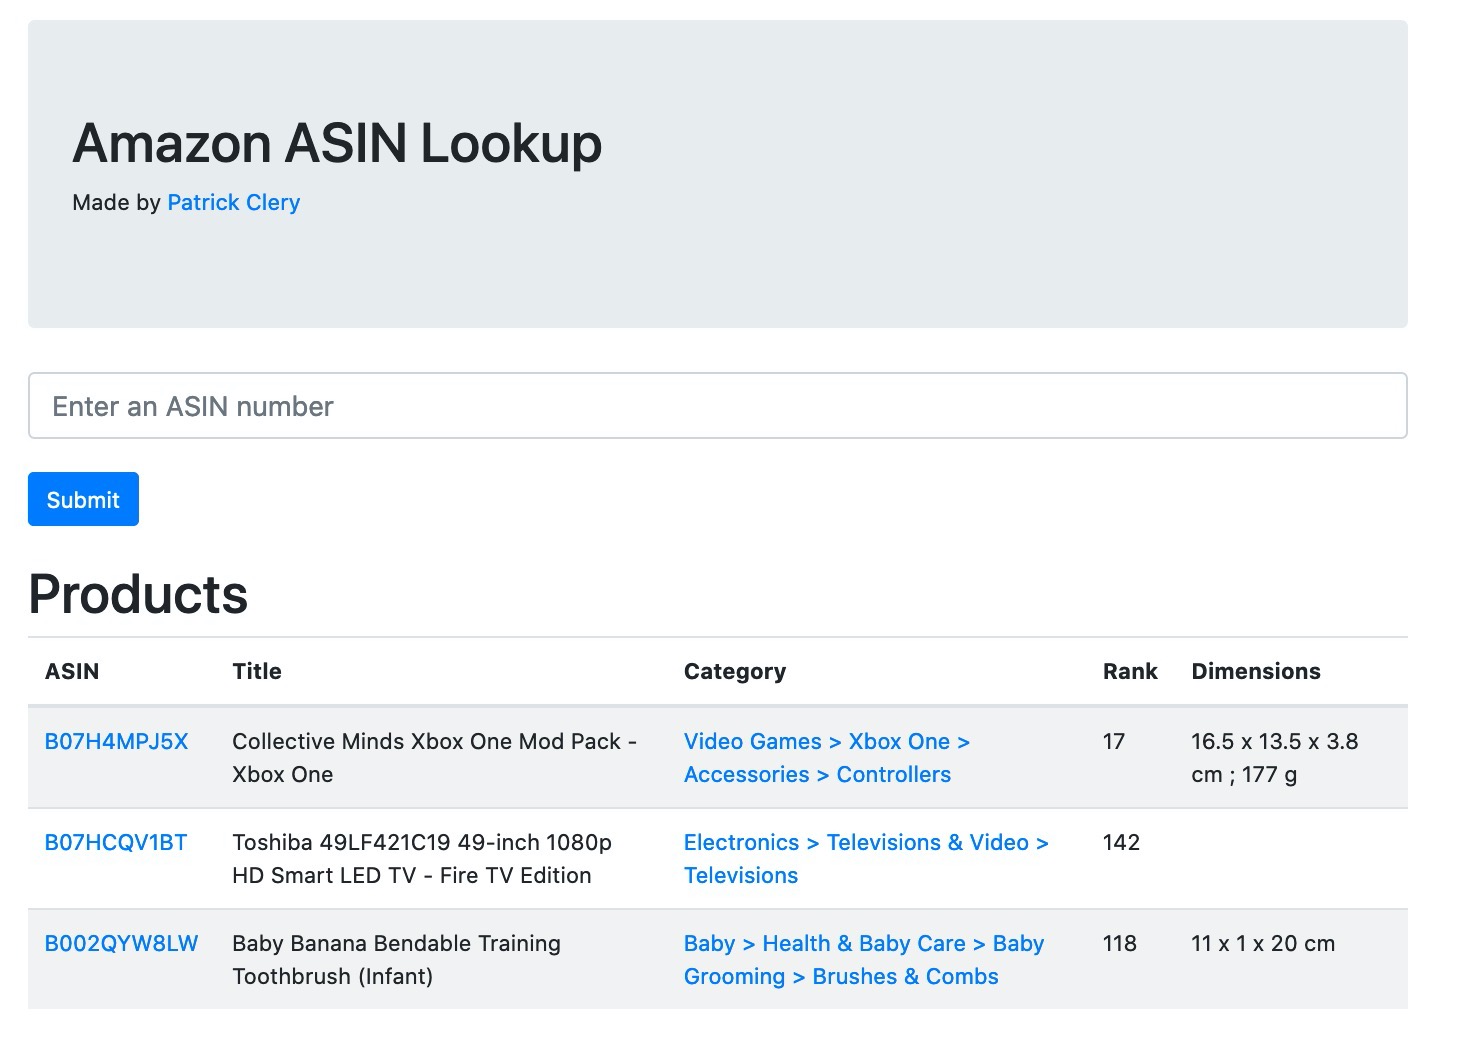 Amazon ASIN Lookup
Made by Patrick Clery
Enter an ASIN number
Submit
Products
ASIN Title Category Rank Dimensions
B07H4MPJ5X Collective Minds Xbox One Mod Pack - Video Games > Xbox One > 17 16.5 x 13.5 x 3.8
Xbox One Accessories > Controllers cm ; 177 g
B07HCQV1BT Toshiba 49LF421C19 49-inch 1080p Electronics > Televisions & Video > 142
HD Smart LED TV - Fire TV Edition Televisions
B002QYW8LW Baby Banana Bendable Training Baby > Health & Baby Care > Baby 118 11 x 1 x 20 cm
Toothbrush (Infant) Grooming > Brushes & Combs